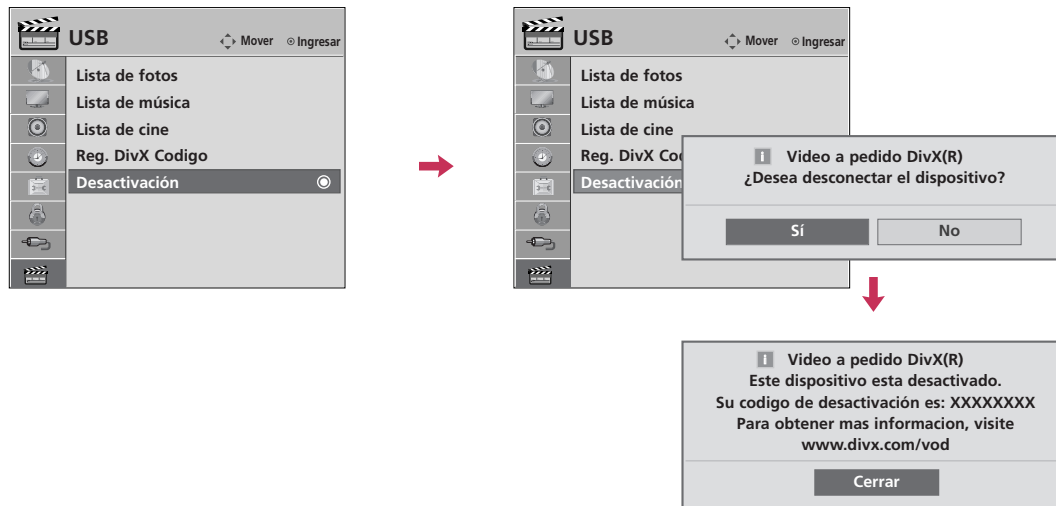 USB
Mover
Ingresar
Lista de fotos
Lista de música
Lista de cine
Reg. DivX Codigo
Desactivación
USB
Mover
Ingresar
Lista de fotos
Lista de música
Lista de cine
Reg. DivX Co
Desactivación
i Video a pedido DivX(R)
¿Desea desconectar el dispositivo?
Sí
No
i Video a pedido DivX(R)
Este dispositivo esta desactivado.
Su codigo de desactivación es: XXXXXXXX
Para obtener mas informacion, visite
www.divx.com/vod
Cerrar